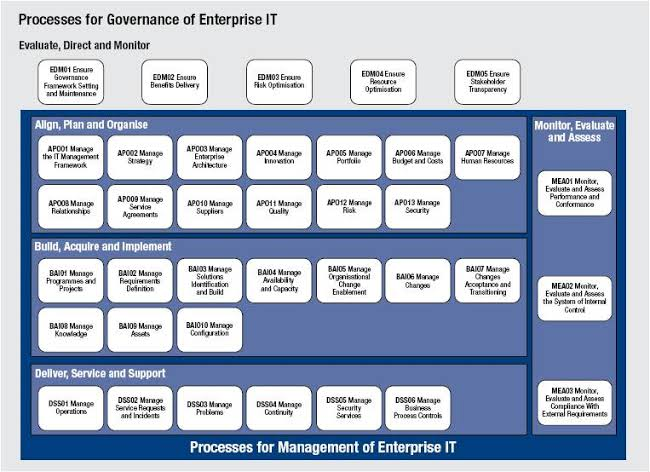 Processes for Governance of Enterprise IT
Evaluate, Direct and Monitor
EDM01 Ensure
Governance
Framework Setting
and Maintenance
EDM02 Ensure
Benefits Delivery
EDM03 Ensure
Risk Optimisation
EDM04 Ensure
Resource
Optimisation
EDM05 Ensure
Stakeholder
Transparency
Align, Plan and Organise
APO01 Manage
the IT Management
Framework
APO02 Manage
Strategy
APO03 Manage
Enterprise
Architecture
APO04 Manage
Innovation
APO05 Manage
Portfolio
APO06 Manage
Budget and Costs
APO07 Manage
Human Resources
APO08 Manage
Relationships
APO09 Manage
Service
Agreements
APO10 Manage
Suppliers
APO11 Manage
Quality
APO12 Manage
Risk
APO13 Manage
Security
Build, Acquire and Implement
BAI01 Manage
Programmes and
Projects
BAI02 Manage
Requirements
Definition
BAI03 Manage
Solutions
Identification
and Build
BAI04 Manage
Availability
and Capacity
BAI05 Manage
Organisational
Change
Enablement
BAI06 Manage
Changes
BAI07 Manage
Changes
Acceptance and
Transitioning
BAI08 Manage
Knowledge
BAI09 Manage
Assets
BAI010 Manage
Configuration
Deliver, Service and Support
DSS01 Manage
Operations
DSS02 Manage
Service Requests
and Incidents
DSS03 Manage
Problems
DSS04 Manage
Continuity
DSS05 Manage
Security
Services
DSS06 Manage
Business
Process Controls
Monitor, Evaluate
and Assess
MEA01 Monitor,
Evaluate and Assess
Performance and
Conformance
MEA02 Monitor,
Evaluate and Assess
the System of Internal
Control
MEA03 Monitor,
Evaluate and Assess
Compliance With
External Requirements
Processes for Management of Enterprise IT